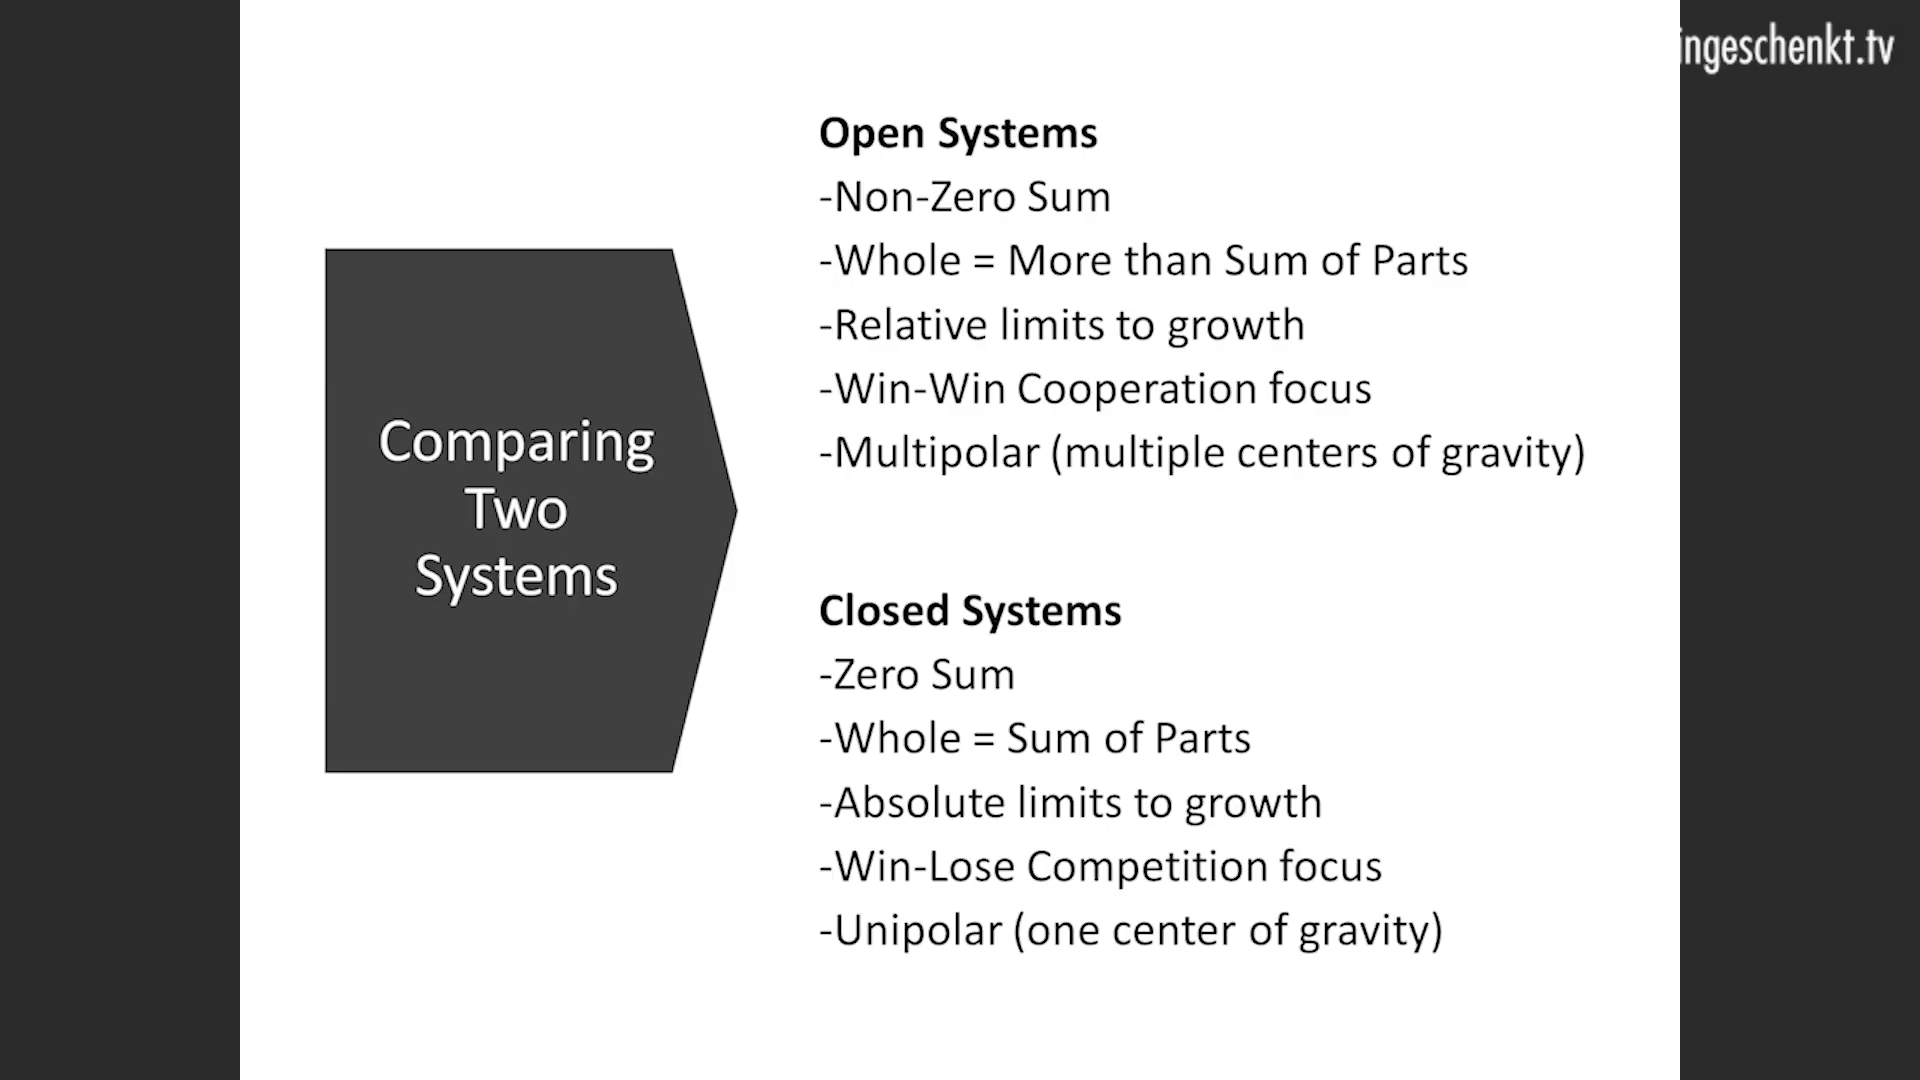 ingeschenkt.tv
Open Systems
-Non-Zero Sum
-Whole = More than Sum of Parts
-Relative limits to growth
-Win-Win Cooperation focus
-Multipolar (multiple centers of gravity)
Comparing
Two
Systems
Closed Systems
-Zero Sum
-Whole = Sum of Parts
-Absolute limits to growth
-Win-Lose Competition focus
-Unipolar (one center of gravity)